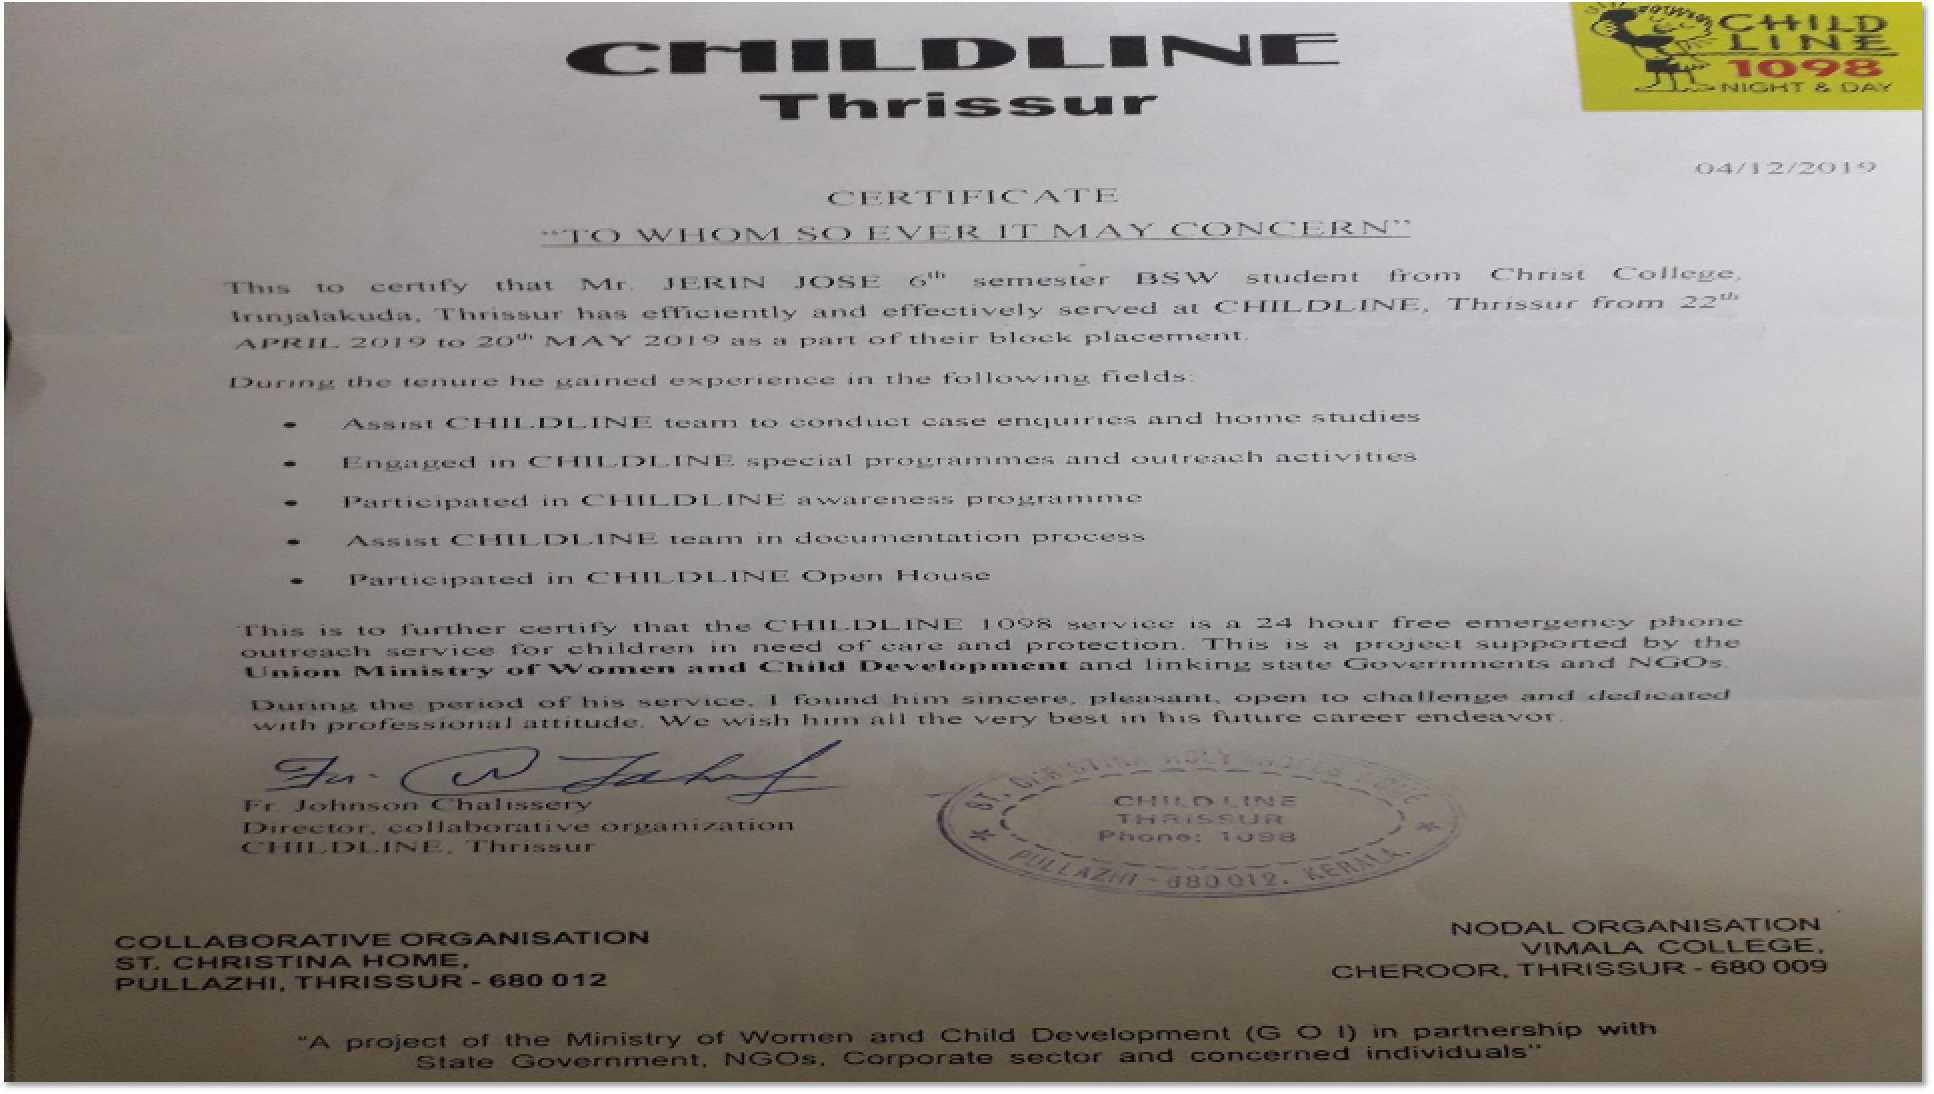 CHILDLINE
Thrissur
CHILD
LINE
1098
NIGHT & DAY
04/12/2019
CERTIFICATE
“TO WHOM SO EVER IT MAY CONCERN”
This to certify that Mr. JERIN JOSE 6th semester BSW student from Christ College,
Irinjalakuda, Thrissur has efficiently and effectively served at CHILDLINE, Thrissur from 22th
APRIL 2019 to 20th MAY 2019 as a part of their block placement.
During the tenure he gained experience in the following fields:
• Assist CHILDLINE team to conduct case enquiries and home studies
• Engaged in CHILDLINE special programmes and outreach activities
• Participated in CHILDLINE awareness programme
• Assist CHILDLINE team in documentation process
• Participated in CHILDLINE Open House
This is to further certify that the CHILDLINE 1098 service is a 24 hour free emergency phone
outreach service for children in need of care and protection. This is a project supported by the
Union Ministry of Women and Child Development and linking state Governments and NGOs.
During the period of his service, I found him sincere, pleasant, open to challenge and dedicated
with professional attitude. We wish him all the very best in his future career endeavor.
Fr. Johnson Chalissery
Director, collaborative organization
CHILDLINE, Thrissur
ST. CHRISTINA HOLY
CHILD LINE
THRISSUR
Phone: 1098
PULLAZHI - 680 012. KERALA.
COLLABORATIVE ORGANISATION
ST. CHRISTINA HOME,
PULLAZHI, THRISSUR - 680 012
NODAL ORGANISATION
VIMALA COLLEGE,
CHEROOR, THRISSUR - 680 009
“A project of the Ministry of Women and Child Development (G O I) in partnership with
State Government, NGOs, Corporate sector and concerned individuals”